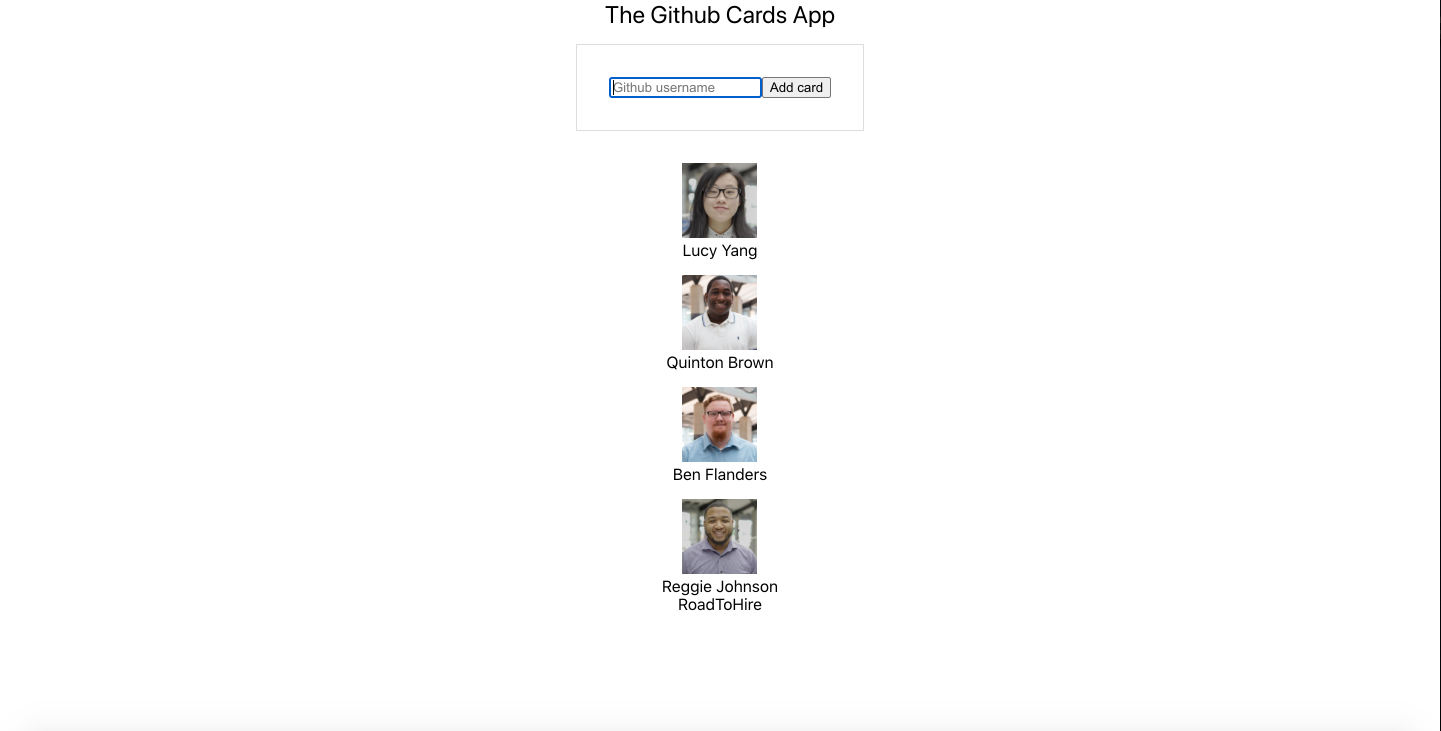 The Github Cards App
Github username Add card
Lucy Yang
Quinton Brown
Ben Flanders
Reggie Johnson
RoadToHire